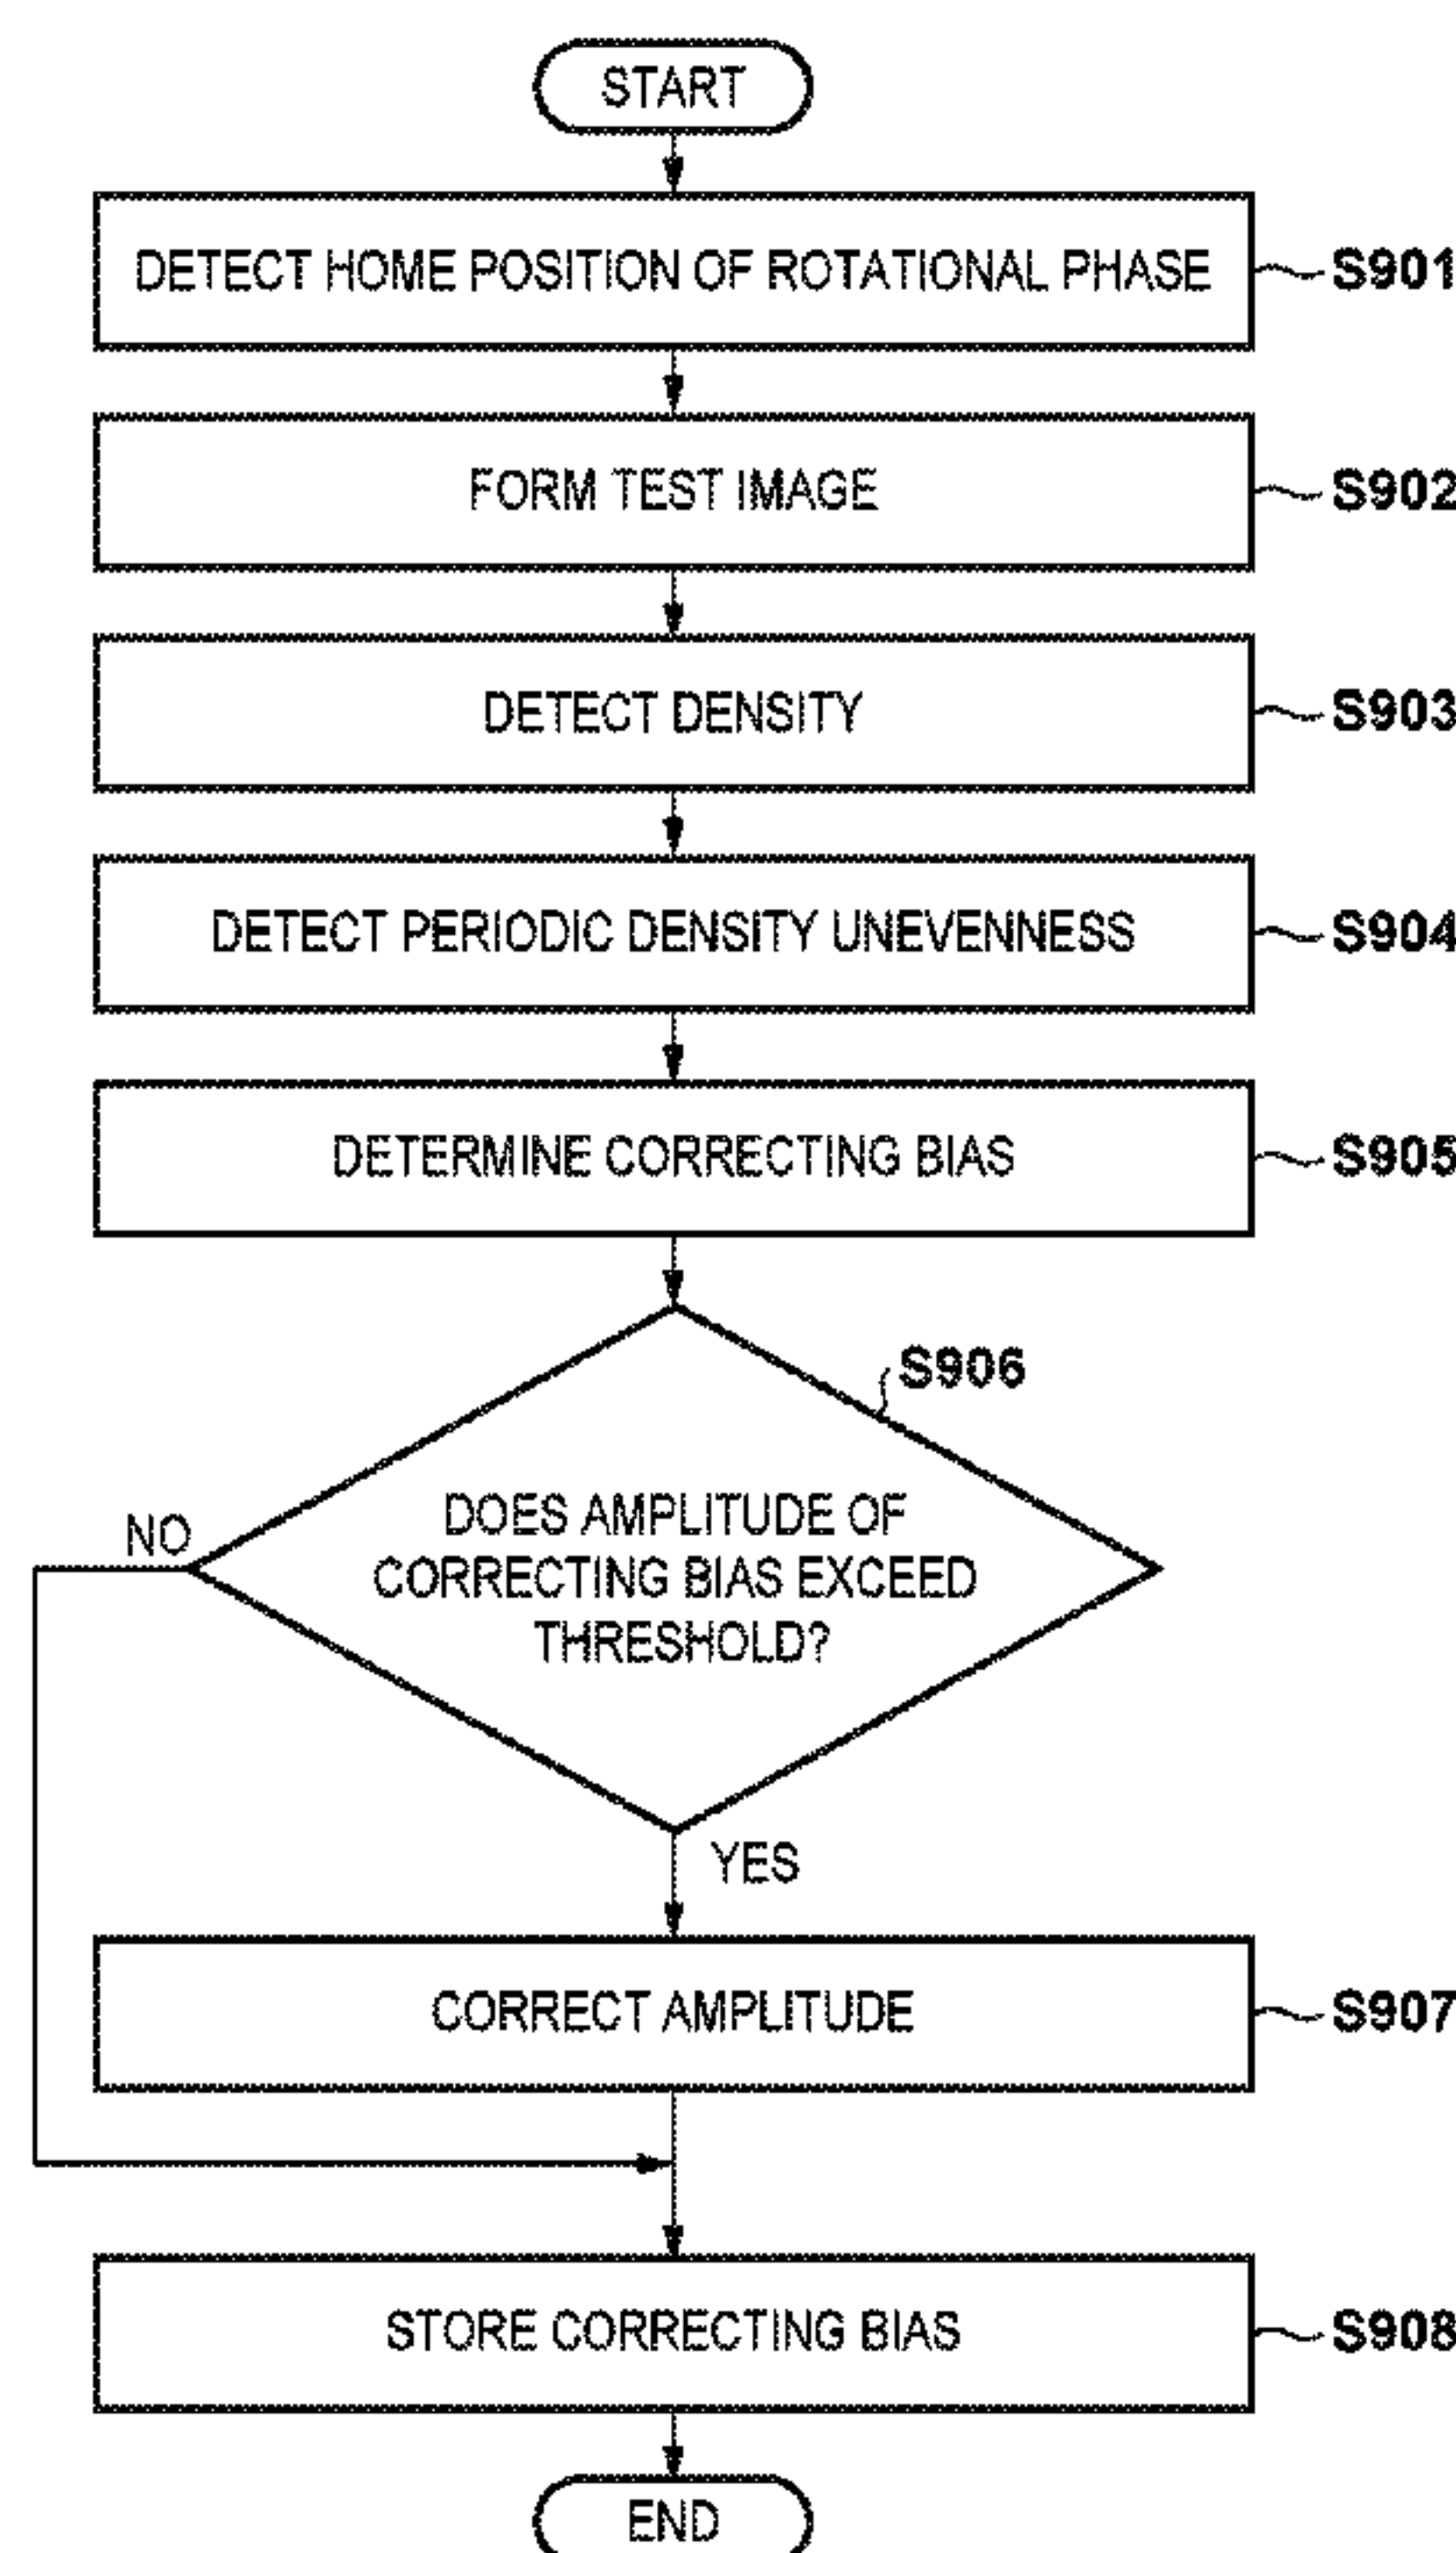 START
DETECT HOME POSITION OF ROTATIONAL PHASE
S901
FORM TEST IMAGE
S902
DETECT DENSITY
S903
DETECT PERIODIC DENSITY UNEVENNESS
S904
DETERMINE CORRECTING BIAS
S905
S906
DOES AMPLITUDE OF
CORRECTING BIAS EXCEED
THRESHOLD?
NO
YES
CORRECT AMPLITUDE
S907
STORE CORRECTING BIAS
S908
END